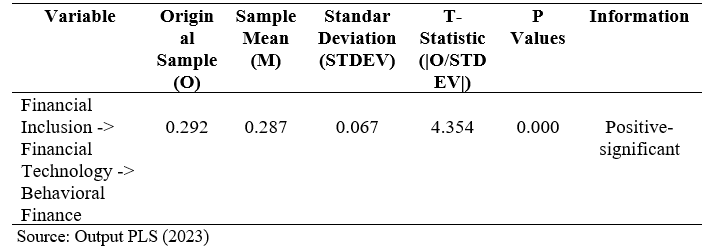 Variable Origin Sample Standar T- P Information
al Mean Deviation Statistic Values
Sample (M) (STDEV) (|O/STD
(O) EV|)
Financial
Inclusion -> 0.292 0.287 0.067 4.354 0.000 Positive-
Financial significant
Technology ->
Behavioral
Finance
Source: Output PLS (2023)